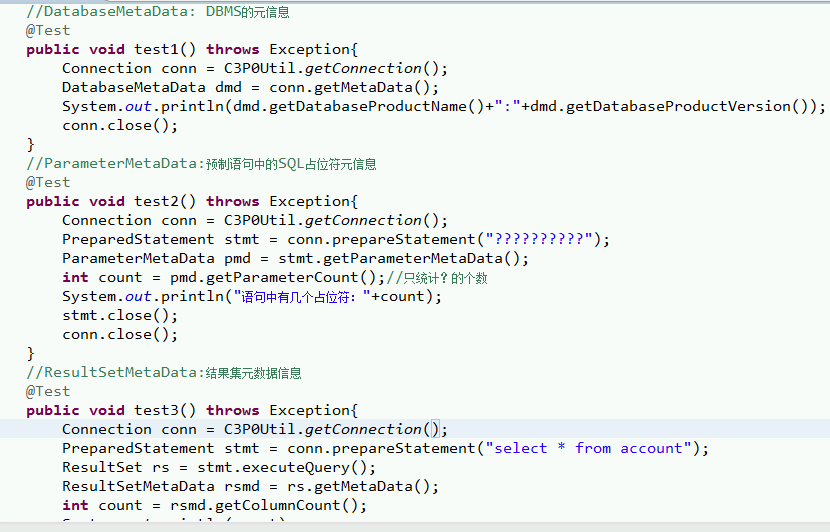 //DatabaseMetaData: DBMS的元信息
@Test
public void test1() throws Exception{
Connection conn = C3P0Util.getConnection();
DatabaseMetaData dmd = conn.getMetaData();
System.out.println(dmd.getDatabaseProductName()+":"+dmd.getDatabaseProductVersion());
conn.close();
}
//ParameterMetaData:预制语句中的SQL占位符元信息
@Test
public void test2() throws Exception{
Connection conn = C3P0Util.getConnection();
PreparedStatement stmt = conn.prepareStatement("??????????");
ParameterMetaData pmd = stmt.getParameterMetaData();
int count = pmd.getParameterCount();//只统计?的个数
System.out.println("语句中有几个占位符："+count);
stmt.close();
conn.close();
}
//ResultSetMetaData:结果集元数据信息
@Test
public void test3() throws Exception{
Connection conn = C3P0Util.getConnection();
PreparedStatement stmt = conn.prepareStatement("select * from account");
ResultSet rs = stmt.executeQuery();
ResultSetMetaData rsmd = rs.getMetaData();
int count = rsmd.getColumnCount();